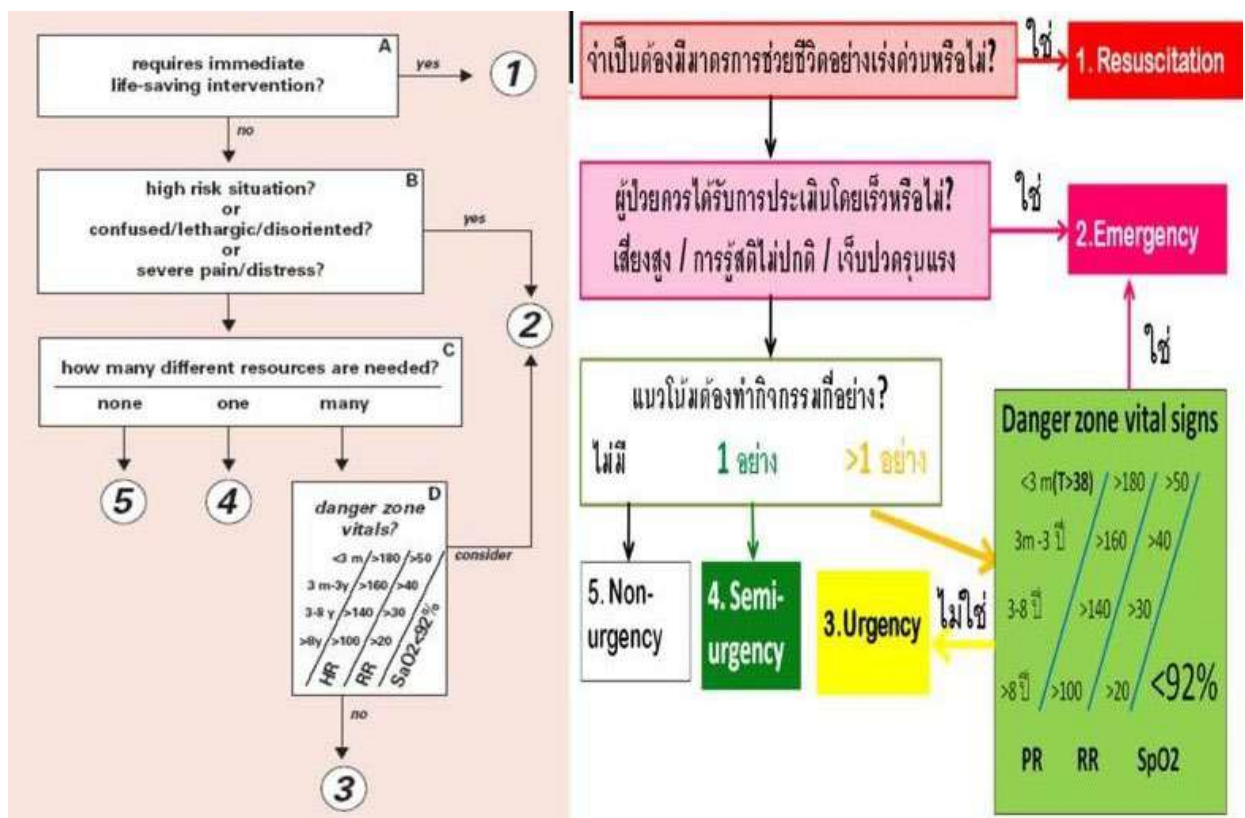 A
requires immediate
life-saving intervention?
yes
1
no
B
high risk situation?
or
confused/lethargic/disoriented?
or
severe pain/distress?
yes
2
C
how many different resources are needed?
none one many
5
4
D
danger zone
vitals?
<3 m >180 >50
3 m-3y >160 >40
3-8 y >140 >30
>8y >100 >20
HR RR SaO2<92%
consider
no
3
จำเป็นต้องมีมาตรการช่วยชีวิตอย่างเร่งด่วนหรือไม่?
ใช่
1. Resuscitation
ผู้ป่วยควรได้รับการประเมินโดยเร็วหรือไม่?
เสี่ยงสูง / การรู้สติไม่ปกติ / เจ็บปวดรุนแรง
ใช่
2.Emergency
ใช่
แนวโน้มต้องทำกิจกรรมกี่อย่าง?
ไม่มี 1 อย่าง >1 อย่าง
5. Non-
urgency
4. Semi-
urgency
3.Urgency
ไม่ใช่
Danger zone vital signs
<3 m(T>38) >180 >50
3m -3 ปี >160 >40
3-8 ปี >140 >30
>8 ปี >100 >20 <92%
PR RR SpO2